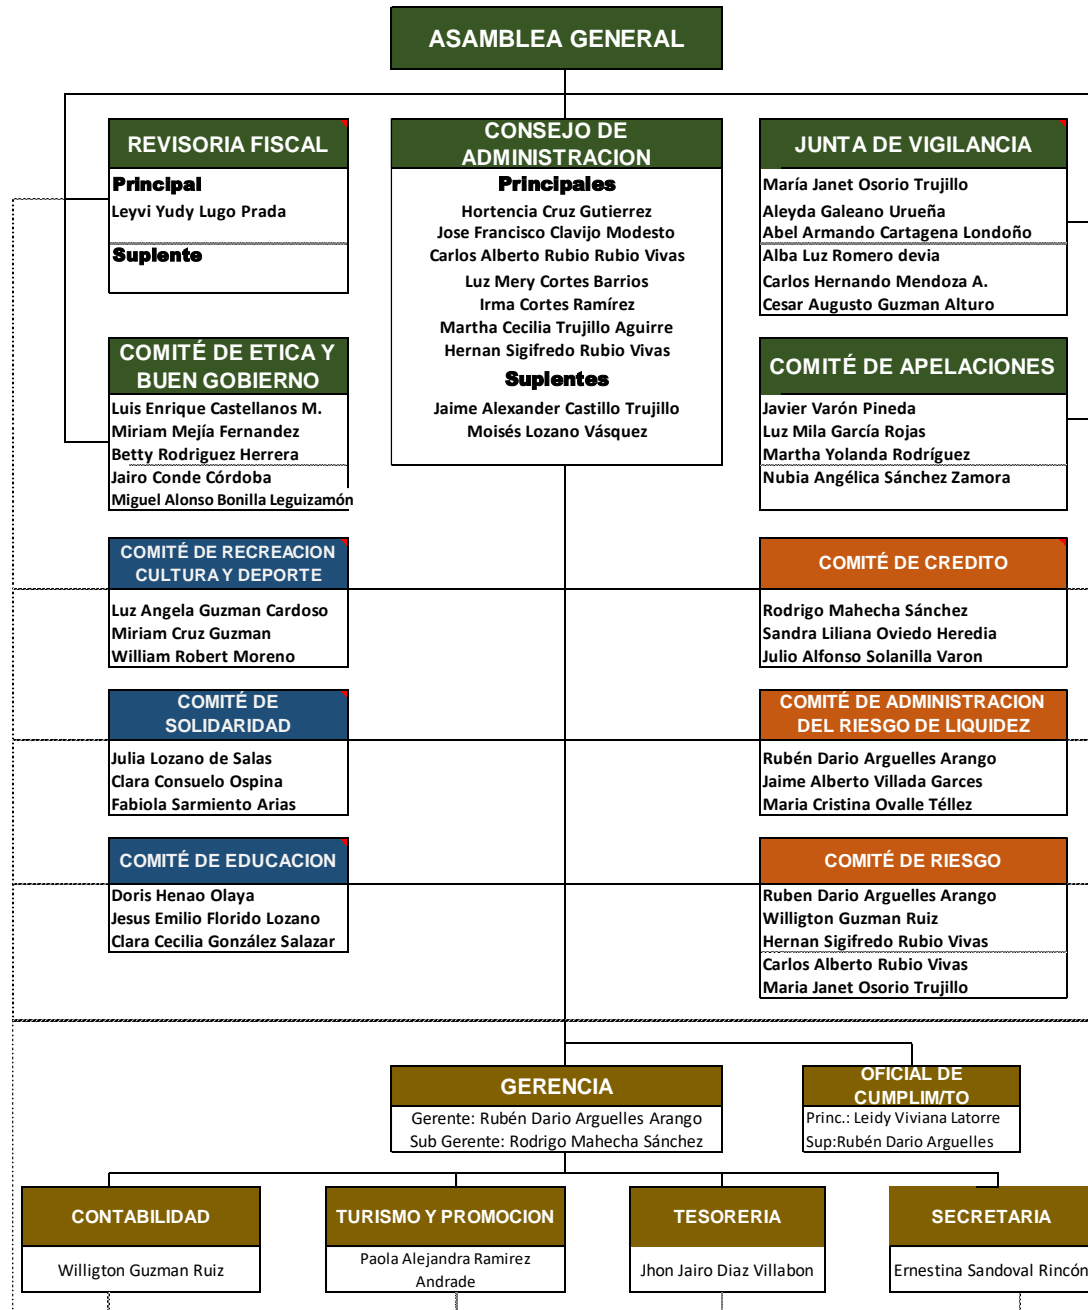 ASAMBLEA GENERAL
REVISORIA FISCAL
Principal
Leyvi Yudy Lugo Prada
Suplente
CONSEJO DE
ADMINISTRACION
Principales
Hortencia Cruz Gutierrez
Jose Francisco Clavijo Modesto
Carlos Alberto Rubio Rubio Vivas
Luz Mery Cortes Barrios
Irma Cortes Ramírez
Martha Cecilia Trujillo Aguirre
Hernan Sigifredo Rubio Vivas
Suplentes
Jaime Alexander Castillo Trujillo
Moisés Lozano Vásquez
JUNTA DE VIGILANCIA
María Janet Osorio Trujillo
Aleyda Galeano Urueña
Abel Armando Cartagena Londoño
Alba Luz Romero devia
Carlos Hernando Mendoza A.
Cesar Augusto Guzman Alturo
COMITÉ DE ETICA Y
BUEN GOBIERNO
Luis Enrique Castellanos M.
Miriam Mejía Fernandez
Betty Rodriguez Herrera
Jairo Conde Córdoba
Miguel Alonso Bonilla Leguizamón
COMITÉ DE APELACIONES
Javier Varón Pineda
Luz Mila García Rojas
Martha Yolanda Rodríguez
Nubia Angélica Sánchez Zamora
COMITÉ DE RECREACION
CULTURA Y DEPORTE
Luz Angela Guzman Cardoso
Miriam Cruz Guzman
William Robert Moreno
COMITÉ DE CREDITO
Rodrigo Mahecha Sánchez
Sandra Liliana Oviedo Heredia
Julio Alfonso Solanilla Varon
COMITÉ DE
SOLIDARIDAD
Julia Lozano de Salas
Clara Consuelo Ospina
Fabiola Sarmiento Arias
COMITÉ DE ADMINISTRACION
DEL RIESGO DE LIQUIDEZ
Rubén Dario Arguelles Arango
Jaime Alberto Villada Garces
Maria Cristina Ovalle Téllez
COMITÉ DE EDUCACION
Doris Henao Olaya
Jesus Emilio Florido Lozano
Clara Cecilia González Salazar
COMITÉ DE RIESGO
Ruben Dario Arguelles Arango
Willigton Guzman Ruiz
Hernan Sigifredo Rubio Vivas
Carlos Alberto Rubio Vivas
Maria Janet Osorio Trujillo
GERENCIA
Gerente: Rubén Dario Arguelles Arango
Sub Gerente: Rodrigo Mahecha Sánchez
OFICIAL DE
CUMPLIM/TO
Princ.: Leidy Viviana Latorre
Sup:Rubén Dario Arguelles
CONTABILIDAD
Willigton Guzman Ruiz
TURISMO Y PROMOCION
Paola Alejandra Ramirez
Andrade
TESORERIA
Jhon Jairo Diaz Villabon
SECRETARIA
Ernestina Sandoval Rincón